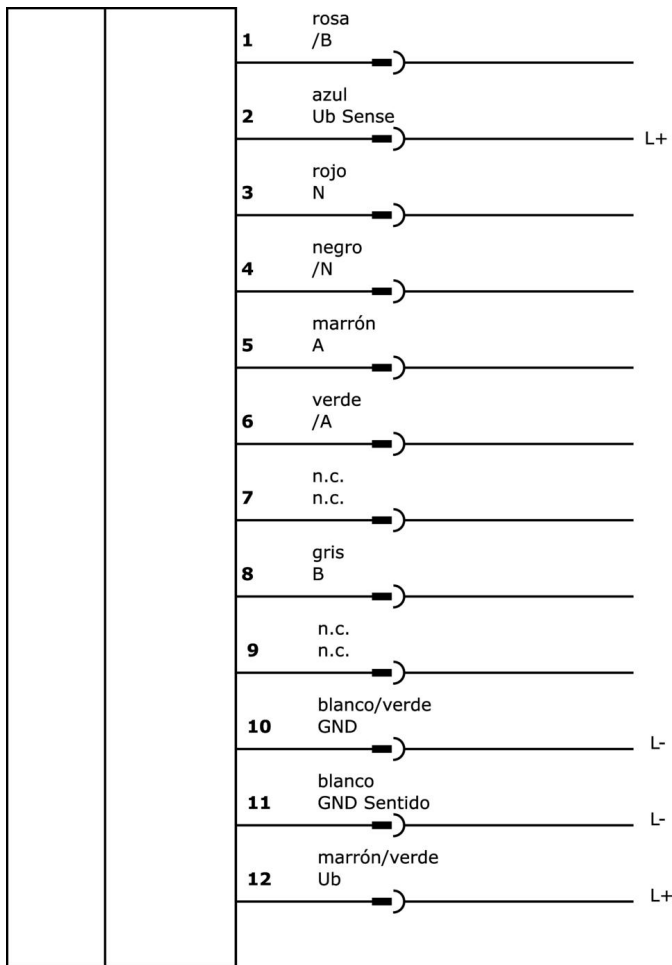 rosa
1 /B
azul
2 Ub Sense L+
rojo
3 N
negro
4 /N
marrón
5 A
verde
6 /A
n.c.
7 n.c.
gris
8 B
n.c.
9 n.c.
blanco/verde
10 GND L-
blanco
11 GND Sentido L-
marrón/verde
12 Ub L+